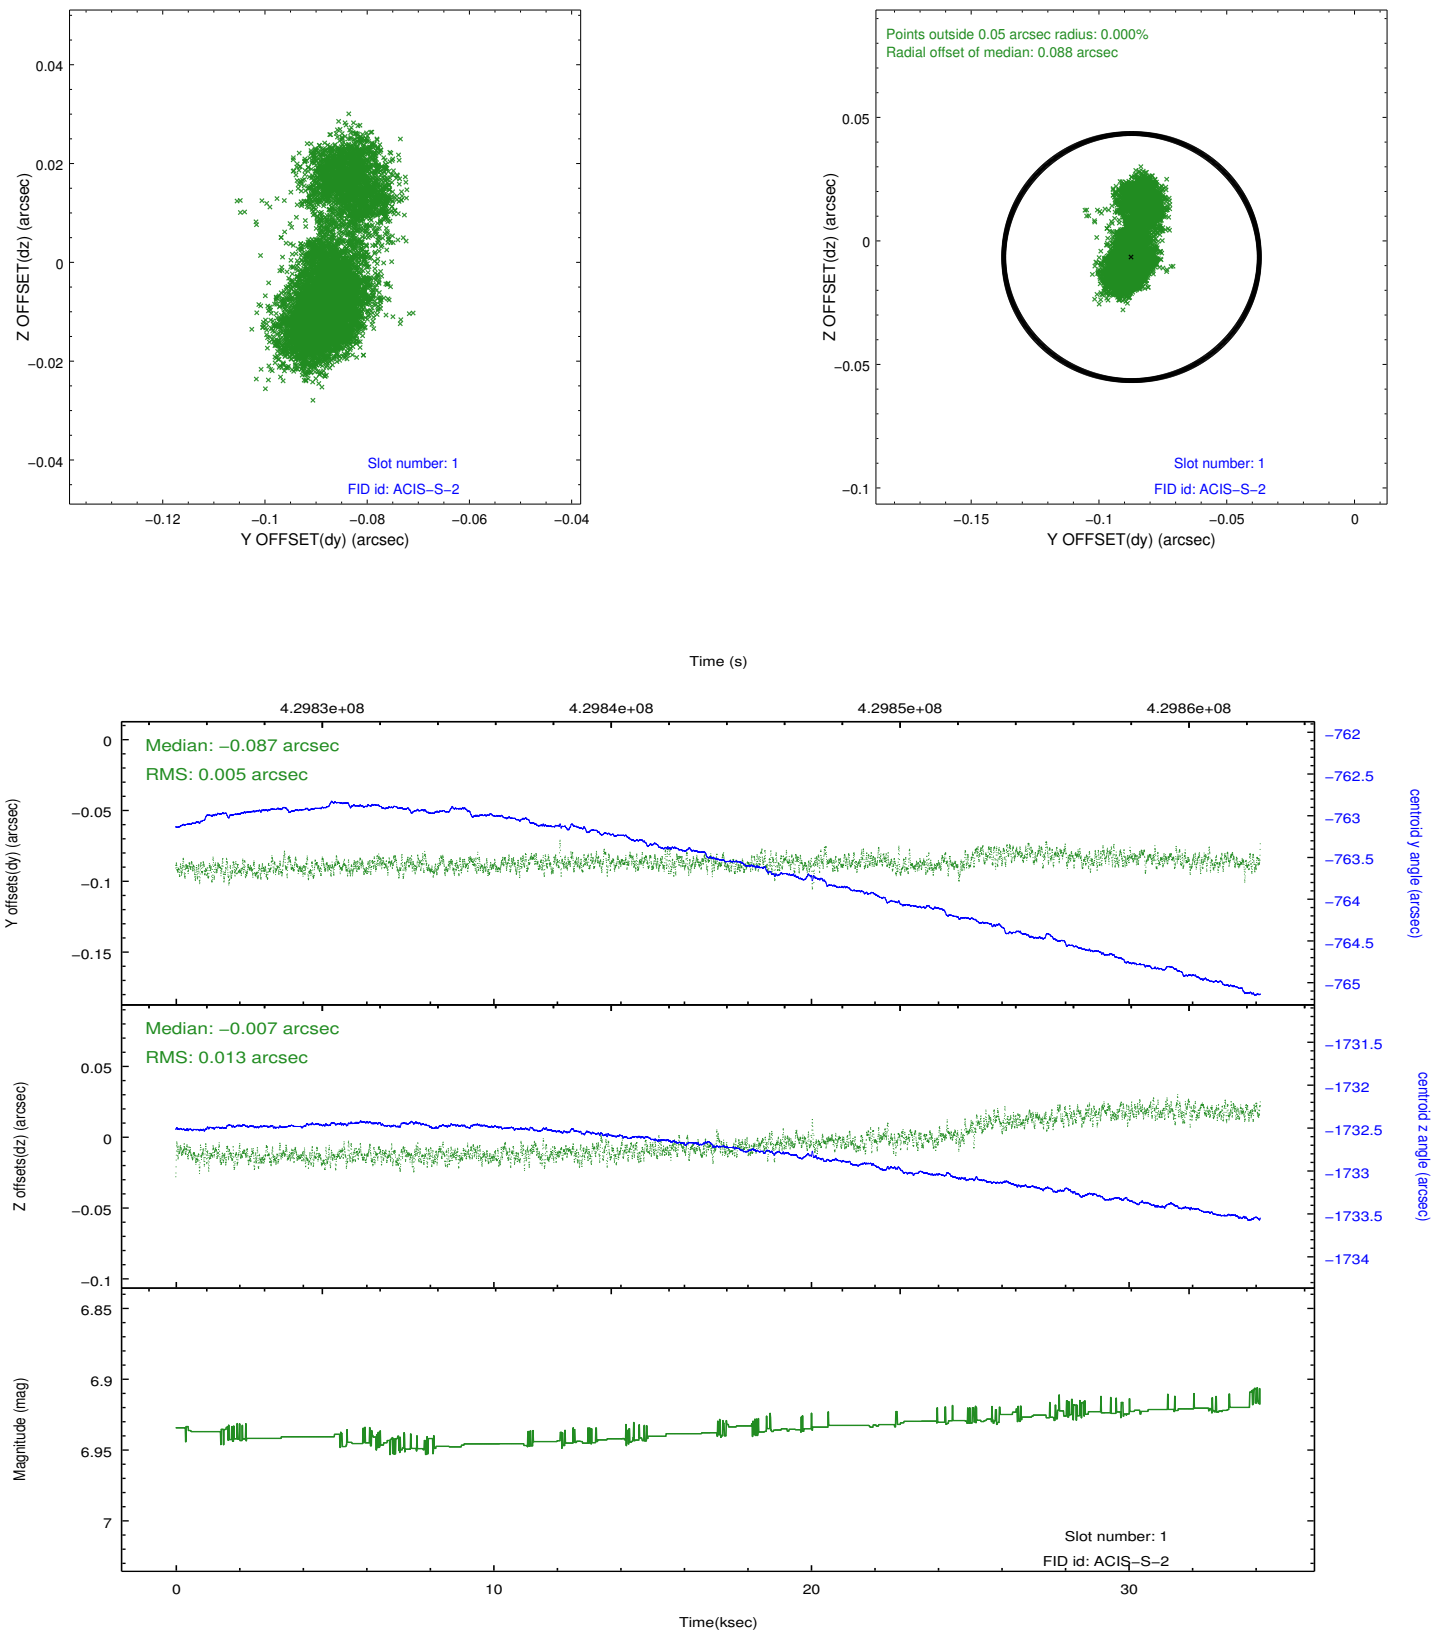 0.04
0.02
0
−0.02
−0.04
Z OFFSET(dz) (arcsec)
Slot number: 1
FID id: ACIS−S−2
−0.12
−0.1
−0.08
−0.06
−0.04
Y OFFSET(dy) (arcsec)
Points outside 0.05 arcsec radius: 0.000%
Radial offset of median: 0.088 arcsec
0.05
0
−0.05
−0.1
Z OFFSET(dz) (arcsec)
Slot number: 1
FID id: ACIS−S−2
−0.15
−0.1
−0.05
0
Y OFFSET(dy) (arcsec)
Time (s)
4.2983e+08
4.2984e+08
4.2985e+08
4.2986e+08
Median: −0.087 arcsec
RMS: 0.005 arcsec
0
−0.05
−0.1
−0.15
Y offsets(dy) (arcsec)
−762
−762.5
−763
−763.5
−764
−764.5
−765
centroid y angle (arcsec)
Median: −0.007 arcsec
RMS: 0.013 arcsec
0.05
0
−0.05
−0.1
Z offsets(dz) (arcsec)
−1731.5
−1732
−1732.5
−1733
−1733.5
−1734
centroid z angle (arcsec)
6.85
6.9
6.95
7
Magnitude (mag)
Slot number: 1
FID id: ACIS−S−2
0
10
20
30
Time(ksec)